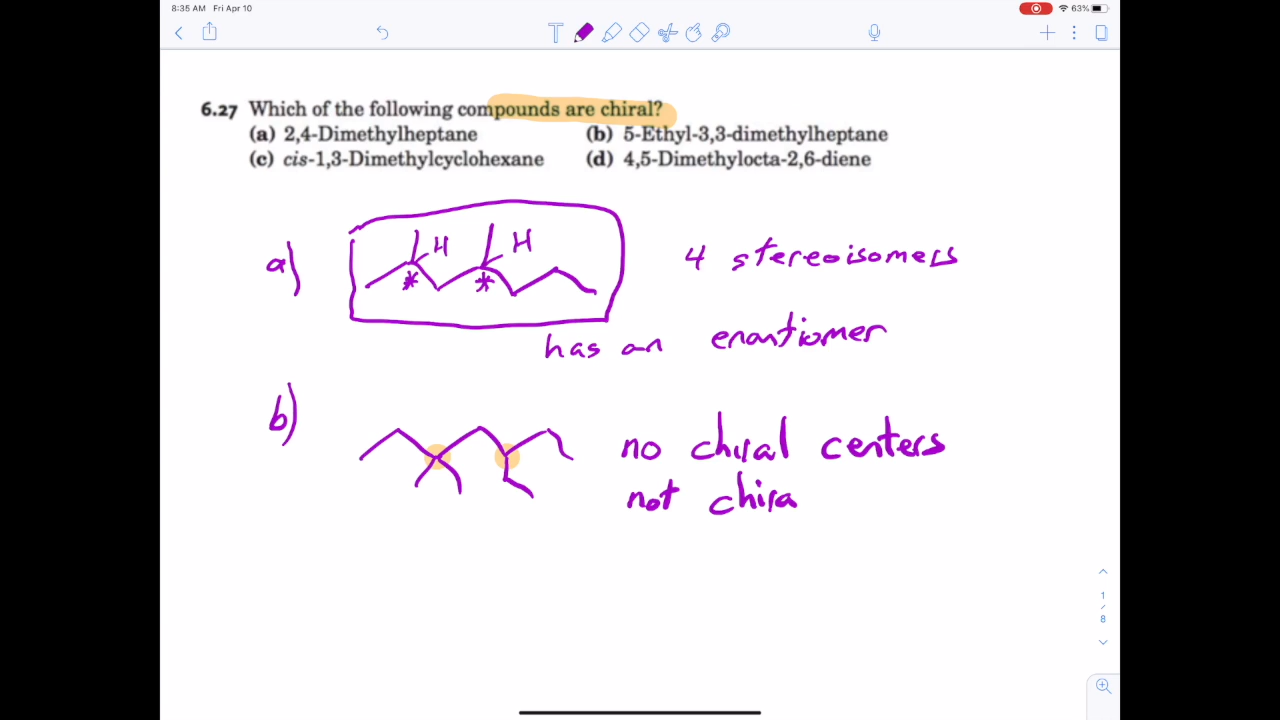 8:35 AM Fri Apr 10
63%
T
6.27 Which of the following compounds are chiral?
(a) 2,4-Dimethylheptane (b) 5-Ethyl-3,3-dimethylheptane
(c) cis-1,3-Dimethylcyclohexane (d) 4,5-Dimethylocta-2,6-diene
a) H H 4 stereoisomers
* *
has an enantiomer
b)
no chiral centers
not chira
1
/
8